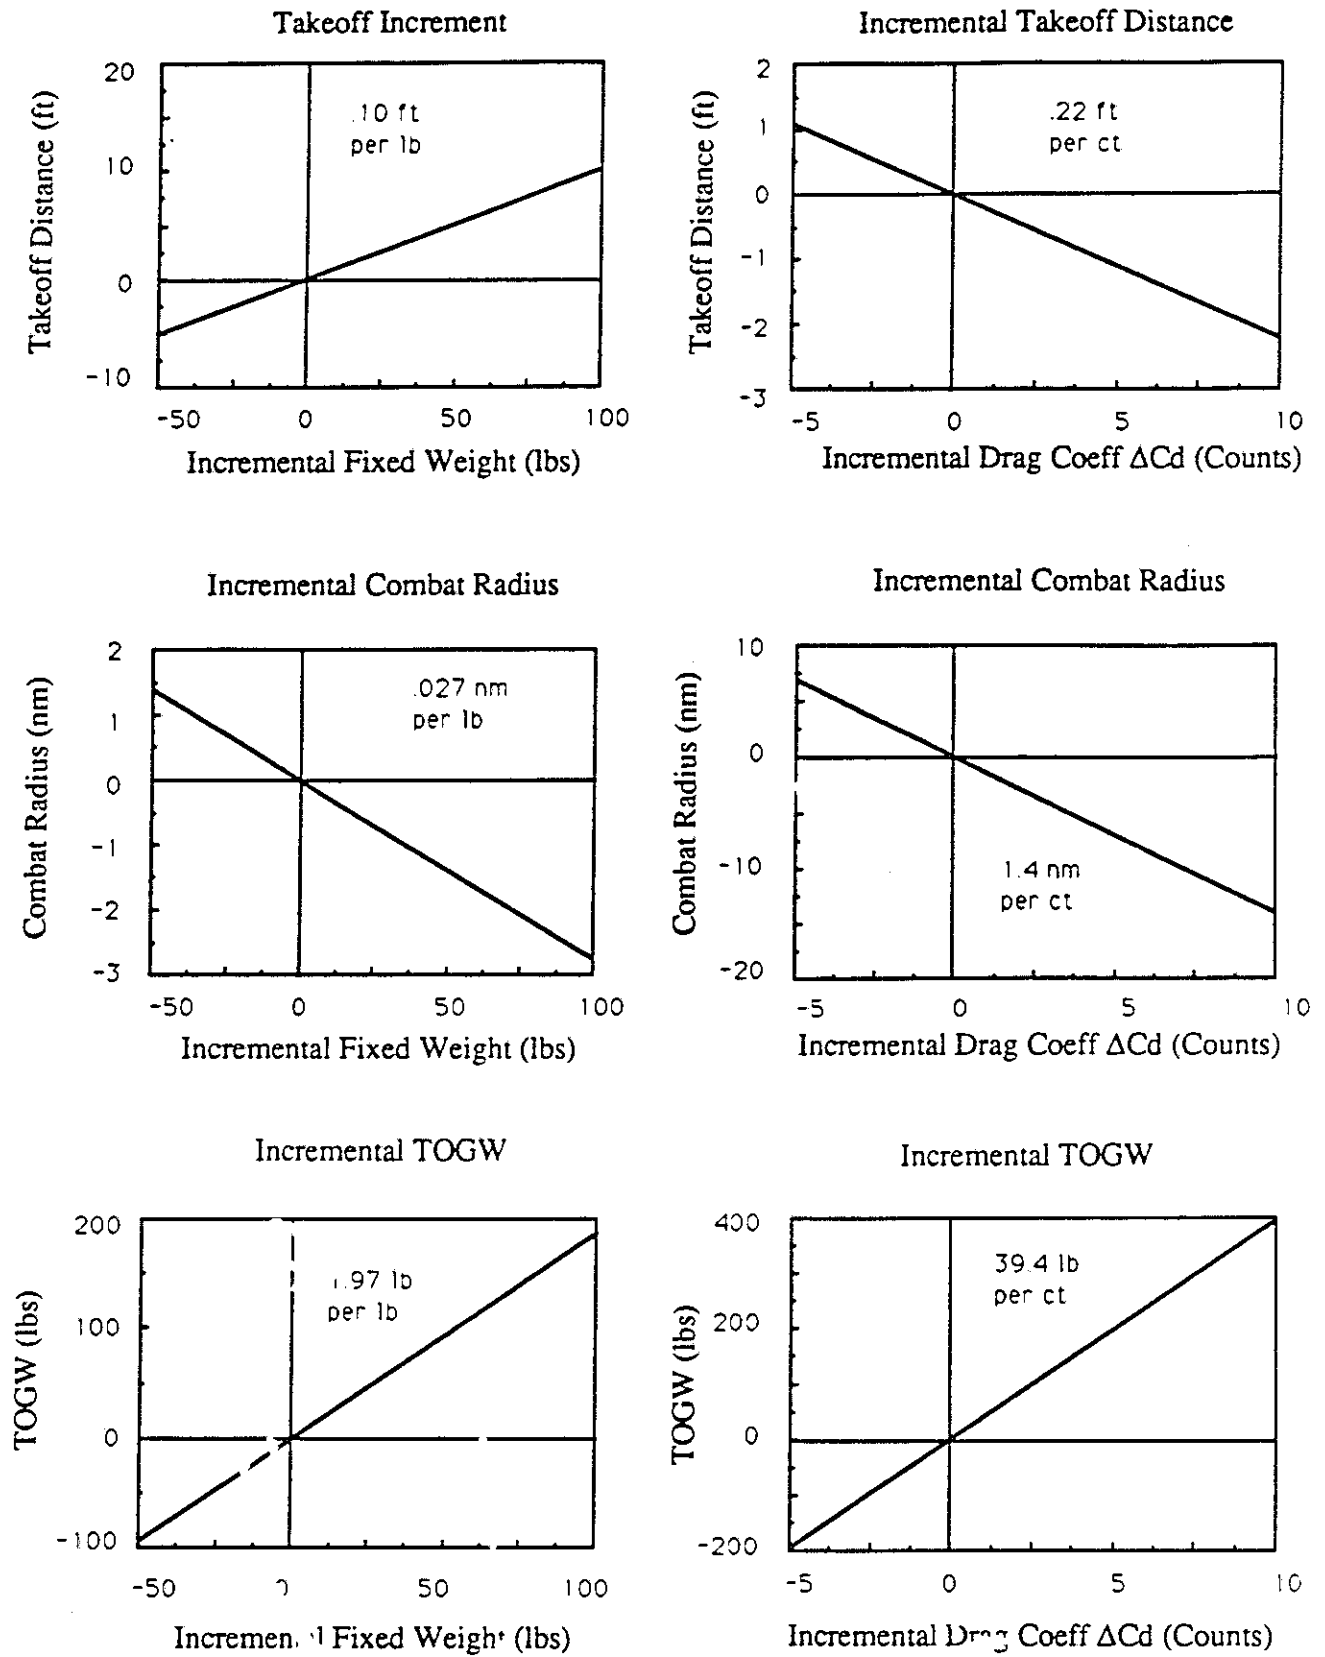 Takeoff Increment
Takeoff Distance (ft)
20
10
0
-10
.10 ft
per lb
-50 0 50 100
Incremental Fixed Weight (lbs)
Incremental Takeoff Distance
Takeoff Distance (ft)
2
1
0
-1
-2
-3
.22 ft
per ct
-5 0 5 10
Incremental Drag Coeff ΔCd (Counts)
Incremental Combat Radius
Combat Radius (nm)
2
1
0
-1
-2
-3
.027 nm
per lb
-50 0 50 100
Incremental Fixed Weight (lbs)
Incremental Combat Radius
Combat Radius (nm)
10
0
-10
-20
1.4 nm
per ct
-5 0 5 10
Incremental Drag Coeff ΔCd (Counts)
Incremental TOGW
TOGW (lbs)
200
100
0
-100
.97 lb
per lb
-50 50 100
Fixed Weight (lbs)
Incremental TOGW
TOGW (lbs)
400
200
0
-200
39.4 lb
per ct
-5 0 5 10
Incremental Drag Coeff ΔCd (Counts)